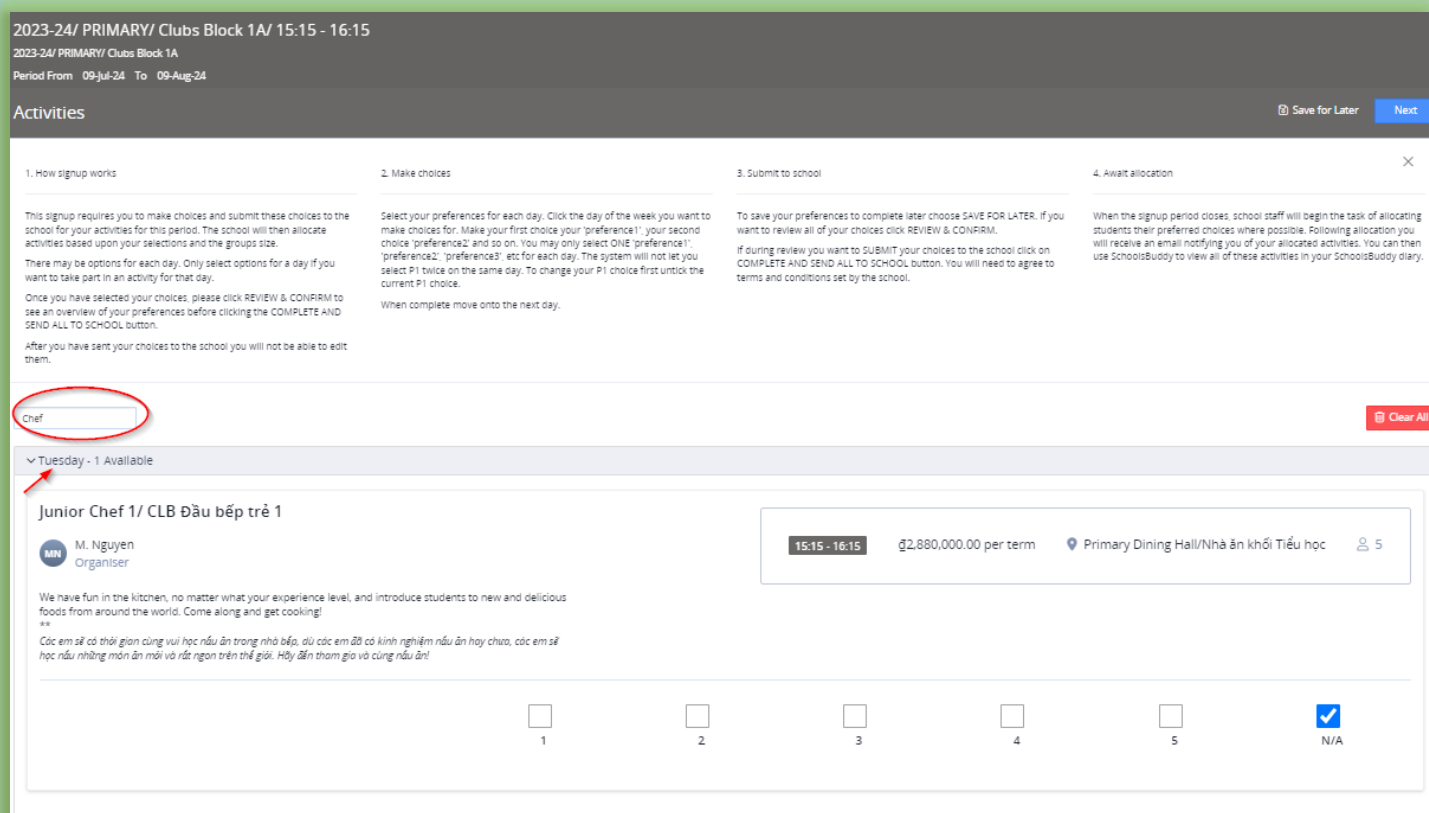 2023-24/ PRIMARY/ Clubs Block 1A/ 15:15 - 16:15
2023-24/ PRIMARY/ Clubs Block 1A
Period From 09-Jul-24 To 09-Aug-24
Activities
Save for Later
Next
1. How signup works
This signup requires you to make choices and submit these choices to the
school for your activities for this period. The school will then allocate
activities based upon your selections and the groups size.
There may be options for each day. Only select options for a day if you
want to take part in an activity for that day.
Once you have selected your choices, please click REVIEW & CONFIRM to
see an overview of your preferences before clicking the COMPLETE AND
SEND ALL TO SCHOOL button.
After you have sent your choices to the school you will not be able to edit
them.
2. Make choices
Select your preferences for each day. Click the day of the week you want to
make choices for. Make your first choice your 'preference1', your second
choice 'preference2' and so on. You may only select ONE 'preference1',
'preference2', 'preference3', etc for each day. The system will not let you
select P1 twice on the same day. To change your P1 choice first untick the
current P1 choice.
When complete move onto the next day.
3. Submit to school
To save your preferences to complete later choose SAVE FOR LATER. If you
want to review all of your choices click REVIEW & CONFIRM.
If during review you want to SUBMIT your choices to the school click on
COMPLETE AND SEND ALL TO SCHOOL button. You will need to agree to
terms and conditions set by the school.
4. Await allocation
When the signup period closes, school staff will begin the task of allocating
students their preferred choices where possible. Following allocation you
will receive an email notifying you of your allocated activities. You can then
use SchoolsBuddy to view all of these activities in your SchoolsBuddy diary.
Chef
Clear All
Tuesday - 1 Available
Junior Chef 1/ CLB Đầu bếp trẻ 1
MN
M. Nguyen
Organiser
15:15 - 16:15
₫2,880,000.00 per term
Primary Dining Hall/Nhà ăn khối Tiểu học
5
We have fun in the kitchen, no matter what your experience level, and introduce students to new and delicious
foods from around the world. Come along and get cooking!
**
Các em sẽ có thời gian cùng vui học nấu ăn trong nhà bếp, dù các em đã có kinh nghiệm nấu ăn hay chưa, các em sẽ
học nấu những món ăn mới và rất ngon trên thế giới. Hãy đến tham gia và cùng nấu ăn!
1
2
3
4
5
N/A